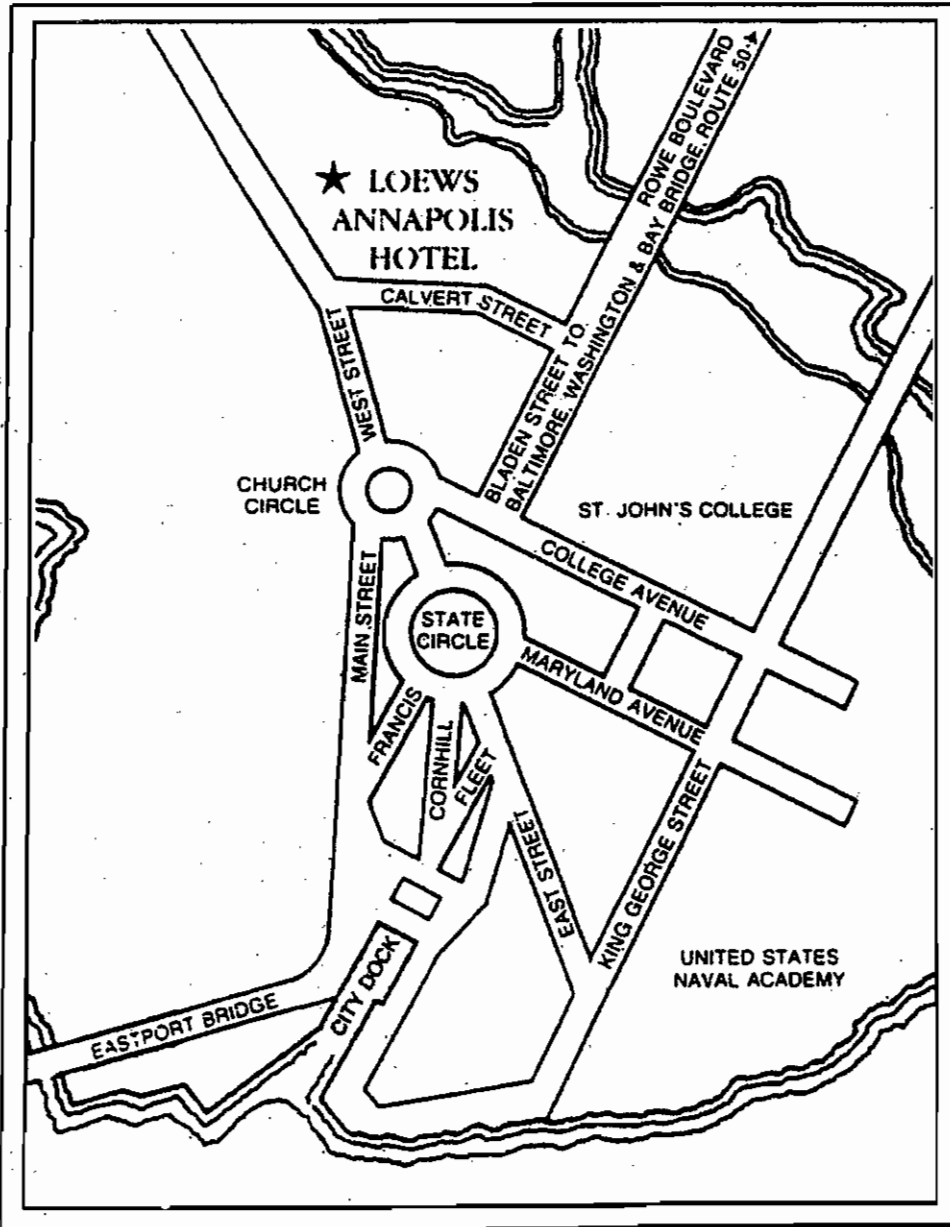 ROWE BOULEVARD
BLADEN STREET TO
BALTIMORE, WASHINGTON & BAY BRIDGE, ROUTE 50
★ LOEWS
ANNAPOLIS
HOTEL
CALVERT STREET
WEST STREET
CHURCH
CIRCLE
ST. JOHN'S COLLEGE
COLLEGE AVENUE
MAIN STREET
STATE
CIRCLE
MARYLAND AVENUE
FRANCIS
CORNHILL
FLEET
EAST STREET
KING GEORGE STREET
UNITED STATES
NAVAL ACADEMY
CITY DOCK
EASTPORT BRIDGE